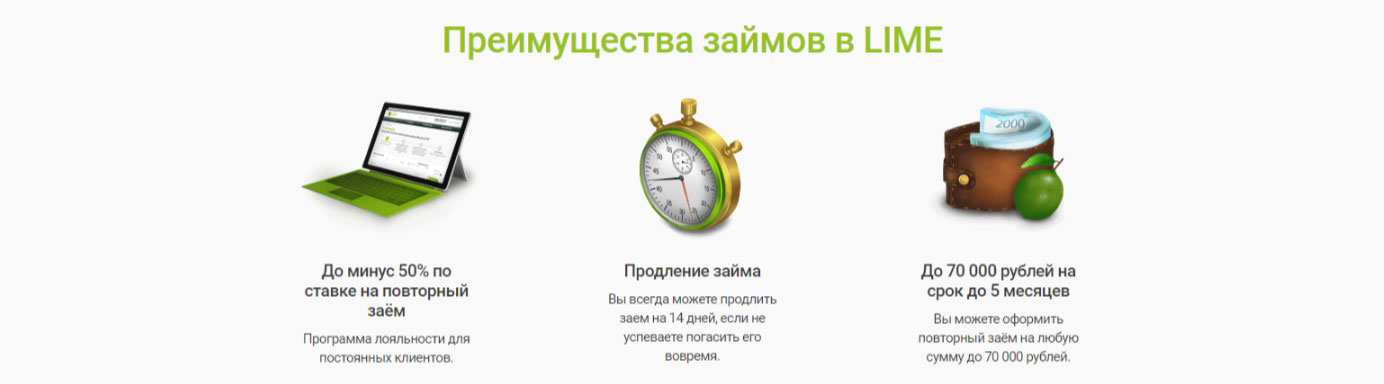 Преимущества займов в LIME
2000
До минус 50% по
ставке на повторный
заём
Программа лояльности для
постоянных клиентов.
Продление займа
Вы всегда можете продлить
заем на 14 дней, если не
успеваете погасить его
вовремя.
До 70 000 рублей на
срок до 5 месяцев
Вы можете оформить
повторный заём на любую
сумму до 70 000 рублей.